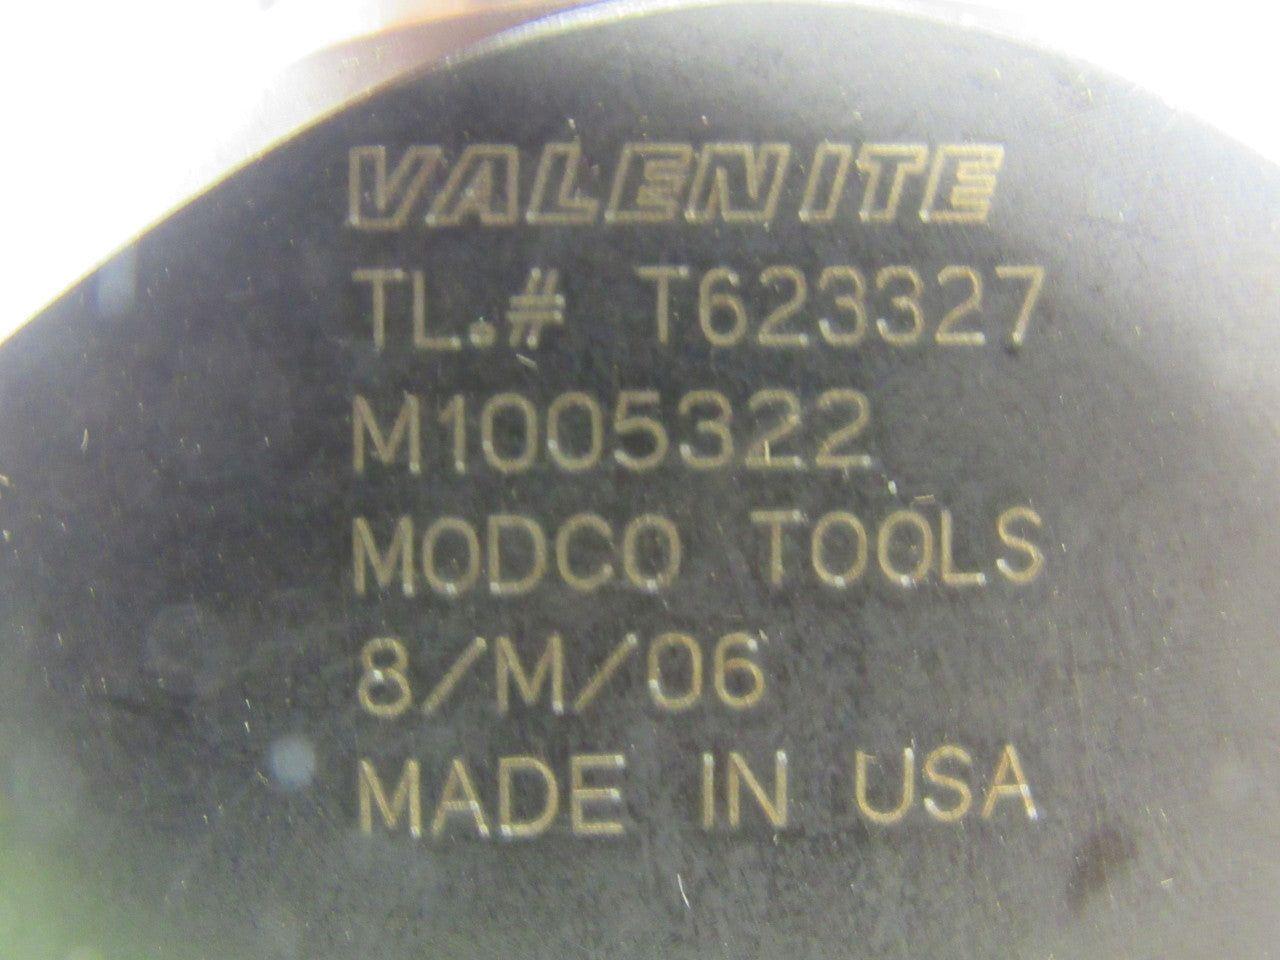 VALENITE
TL.# T623327
M1005322
MODCO TOOLS
8/M/06
MADE IN USA